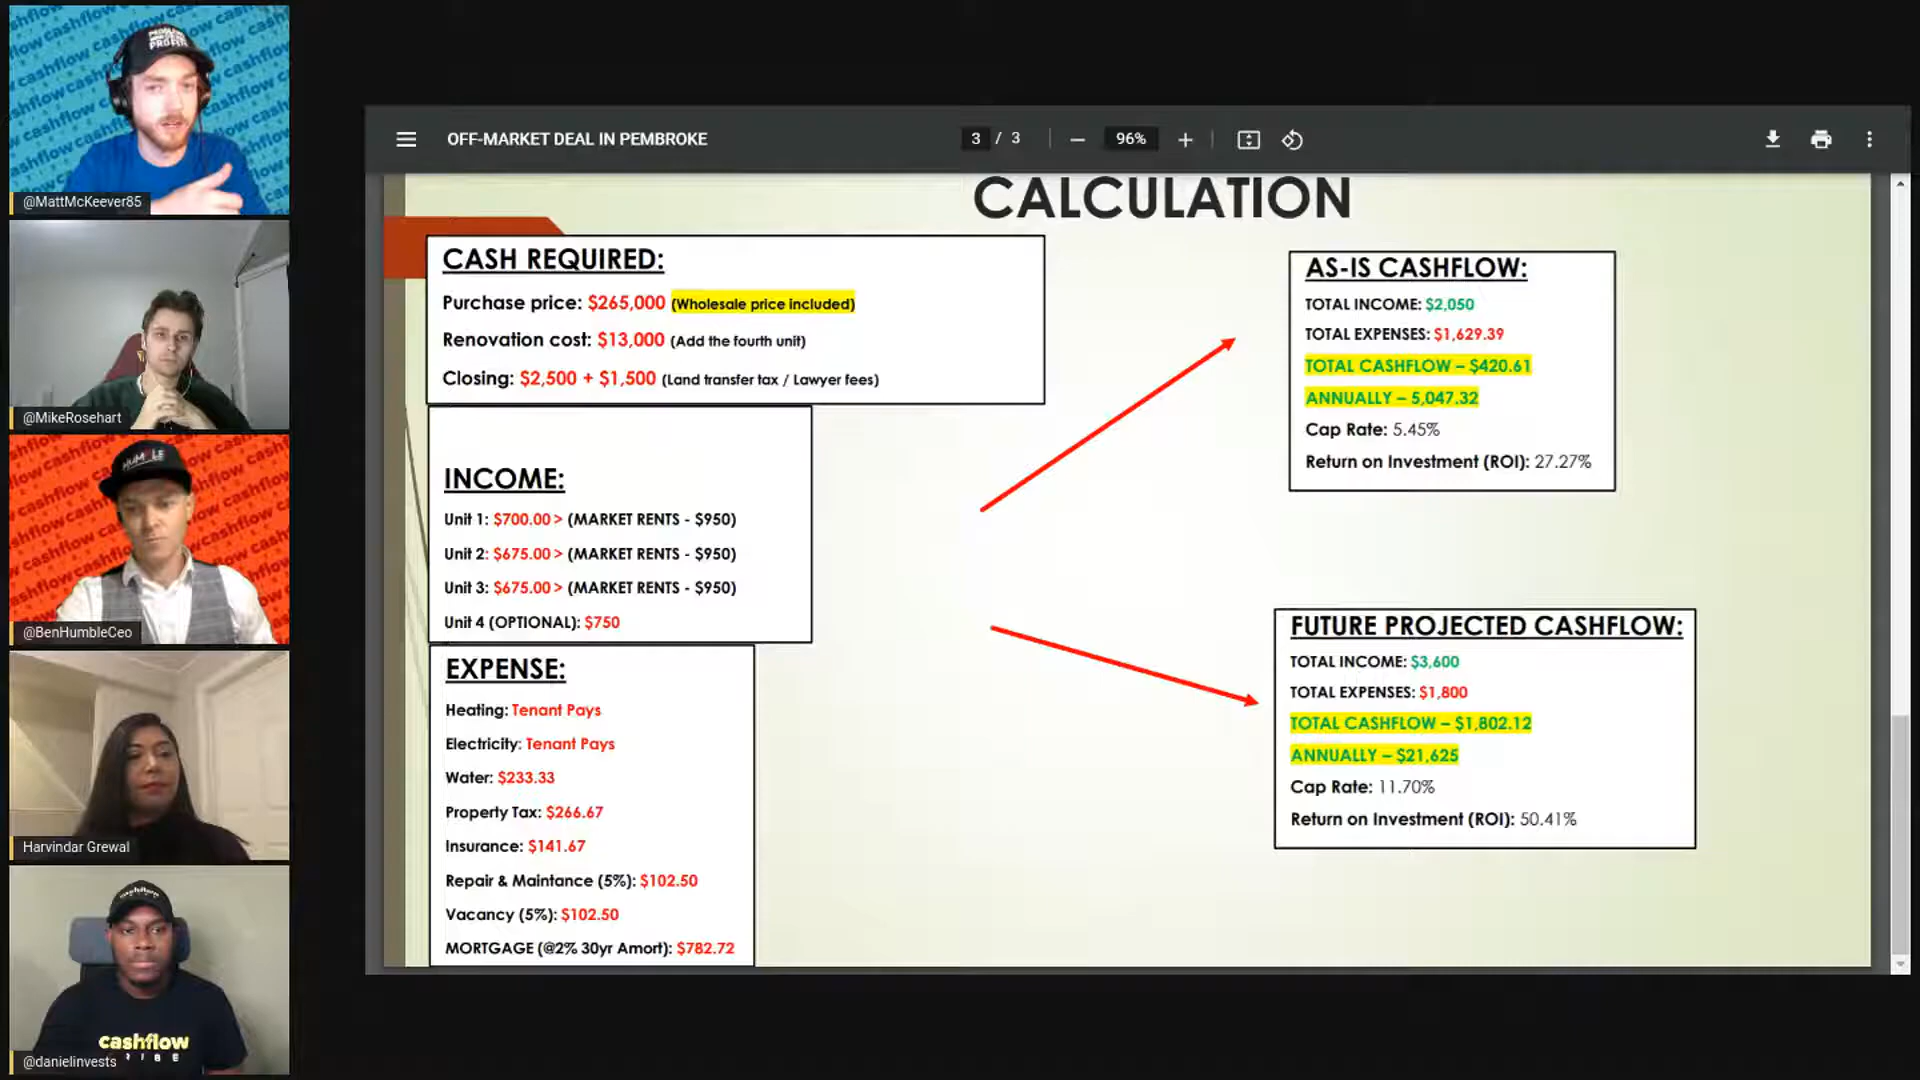 PROBLEMS
PROFITS
@MattMcKeever85
@MikeRosehart
HUMBLE
@BenHumbleCeo
Harvindar Grewal
cashflow
cashflow
@danielinvests
OFF-MARKET DEAL IN PEMBROKE
3 / 3
96%
CALCULATION
CASH REQUIRED:
Purchase price: $265,000 (Wholesale price included)
Renovation cost: $13,000 (Add the fourth unit)
Closing: $2,500 + $1,500 (Land transfer tax / Lawyer fees)
INCOME:
Unit 1: $700.00 > (MARKET RENTS - $950)
Unit 2: $675.00 > (MARKET RENTS - $950)
Unit 3: $675.00 > (MARKET RENTS - $950)
Unit 4 (OPTIONAL): $750
EXPENSE:
Heating: Tenant Pays
Electricity: Tenant Pays
Water: $233.33
Property Tax: $266.67
Insurance: $141.67
Repair & Maintance (5%): $102.50
Vacancy (5%): $102.50
MORTGAGE (@2% 30yr Amort): $782.72
AS-IS CASHFLOW:
TOTAL INCOME: $2,050
TOTAL EXPENSES: $1,629.39
TOTAL CASHFLOW – $420.61
ANNUALLY – 5,047.32
Cap Rate: 5.45%
Return on Investment (ROI): 27.27%
FUTURE PROJECTED CASHFLOW:
TOTAL INCOME: $3,600
TOTAL EXPENSES: $1,800
TOTAL CASHFLOW – $1,802.12
ANNUALLY – $21,625
Cap Rate: 11.70%
Return on Investment (ROI): 50.41%